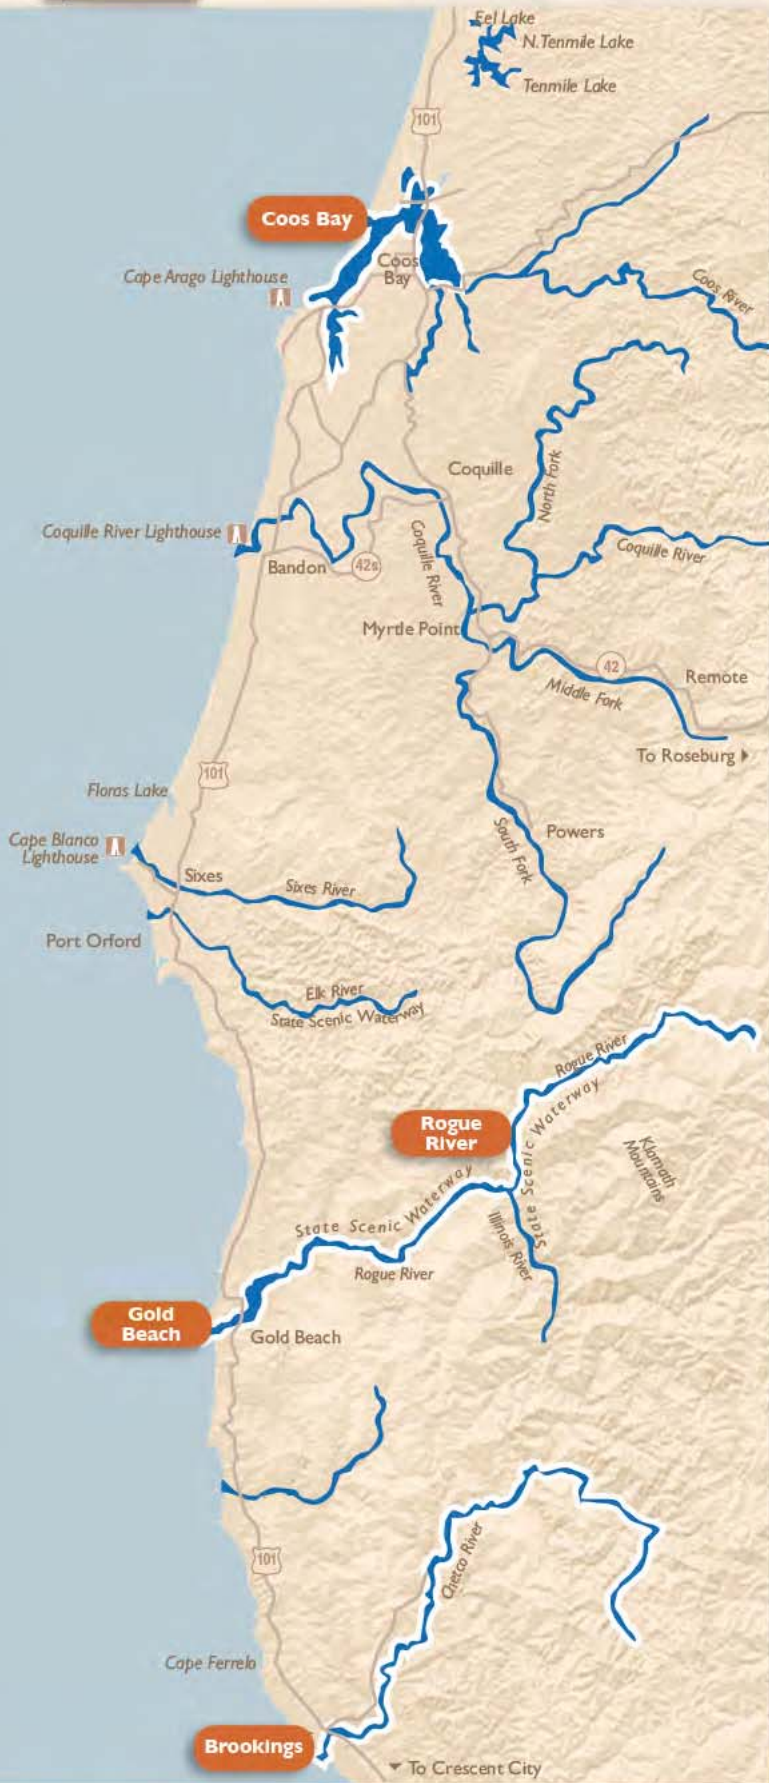 Eel Lake
N. Tenmile Lake
Tenmile Lake
101
Coos Bay
Coos
Bay
Cape Arago Lighthouse
Coos River
Coquille
North Fork
Coquille River Lighthouse
Bandon
42s
Coquille River
Coquille River
Myrtle Point
42
Middle Fork
Remote
To Roseburg
101
Floras Lake
Cape Blanco
Lighthouse
South Fork
Powers
Sixes
Sixes River
Port Orford
Elk River
State Scenic Waterway
Rogue River
Rogue
River
State Scenic Waterway
Klamath
Mountains
State Scenic Waterway
Illinois River
Rogue River
Gold
Beach
Gold Beach
Chetco River
101
Cape Ferrelo
Brookings
To Crescent City